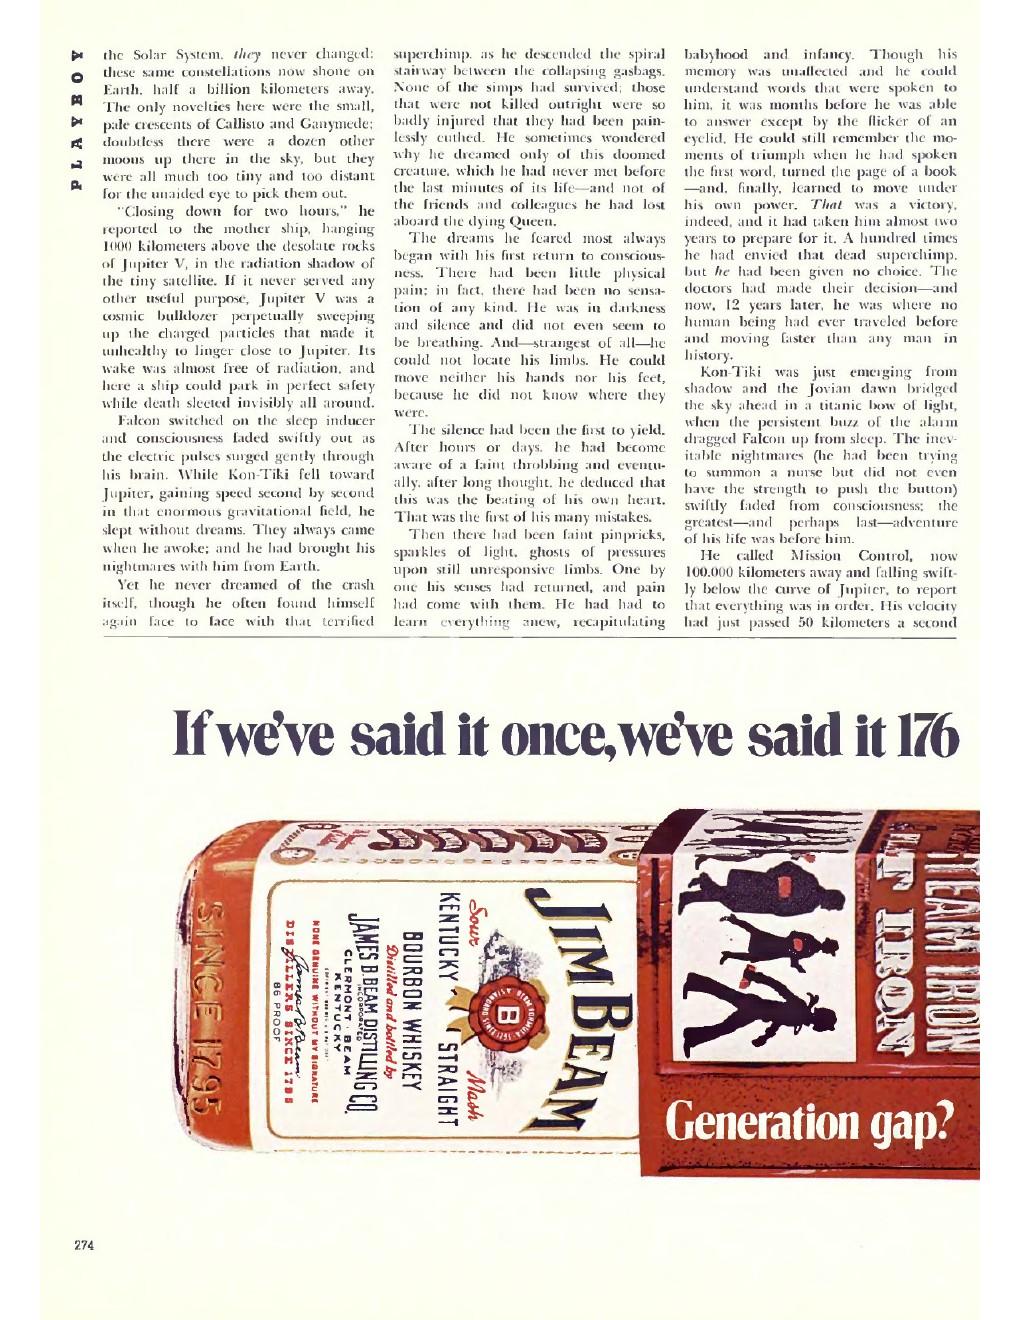 PLAYBOY
the Solar System, they never changed;
these same constellations now shone on
Earth, half a billion kilometers away.
The only novelties here were the small,
pale crescents of Callisto and Ganymede;
doubtless there were a dozen other
moons up there in the sky, but they
were all much too tiny and too distant
for the unaided eye to pick them out.
"Closing down for two hours," he
reported to the mother ship, hanging
1000 kilometers above the desolate rocks
of Jupiter V, in the radiation shadow of
the tiny satellite. If it never served any
other useful purpose, Jupiter V was a
cosmic bulldozer perpetually sweeping
up the charged particles that made it
unhealthy to linger close to Jupiter. Its
wake was almost free of radiation, and
here a ship could park in perfect safety
while death sleeted invisibly all around.
Falcon switched on the sleep inducer
and consciousness faded swiftly out as
the electric pulses surged gently through
his brain. While Kon-Tiki fell toward
Jupiter, gaining speed second by second
in that enormous gravitational field, he
slept without dreams. They always came
when he awoke; and he had brought his
nightmares with him from Earth.
Yet he never dreamed of the crash
itself, though he often found himself
again face to face with that terrified
superchimp, as he descended the spiral
stairway between the collapsing gasbags.
None of the simps had survived; those
that were not killed outright were so
badly injured that they had been pain-
lessly euthed. He sometimes wondered
why he dreamed only of this doomed
creature, which he had never met before
the last minutes of its life—and not of
the friends and colleagues he had lost
aboard the dying Queen.
The dreams he feared most always
began with his first return to conscious-
ness. There had been little physical
pain; in fact, there had been no sensa-
tion of any kind. He was in darkness
and silence and did not even seem to
be breathing. And—strangest of all—he
could not locate his limbs. He could
move neither his hands nor his feet,
because he did not know where they
were.
The silence had been the first to yield.
After hours or days, he had become
aware of a faint throbbing and eventu-
ally, after long thought, he deduced that
this was the beating of his own heart.
That was the first of his many mistakes.
Then there had been faint pinpricks,
sparkles of light, ghosts of pressures
upon still unresponsive limbs. One by
one his senses had returned, and pain
had come with them. He had had to
learn everything anew, recapitulating
babyhood and infancy. Though his
memory was unaffected and he could
understand words that were spoken to
him, it was months before he was able
to answer except by the flicker of an
eyelid. He could still remember the mo-
ments of triumph when he had spoken
the first word, turned the page of a book
—and, finally, learned to move under
his own power. That was a victory,
indeed, and it had taken him almost two
years to prepare for it. A hundred times
he had envied that dead superchimp,
but he had been given no choice. The
doctors had made their decision—and
now, 12 years later, he was where no
human being had ever traveled before
and moving faster than any man in
history.
Kon-Tiki was just emerging from
shadow and the Jovian dawn bridged
the sky ahead in a titanic bow of light,
when the persistent buzz of the alarm
dragged Falcon up from sleep. The inev-
itable nightmares (he had been trying
to summon a nurse but did not even
have the strength to push the button)
swiftly faded from consciousness; the
greatest—and perhaps last—adventure
of his life was before him.
He called Mission Control, now
100,000 kilometers away and falling swift-
ly below the curve of Jupiter, to report
that everything was in order. His velocity
had just passed 50 kilometers a second
If we've said it once, we've said it 176
JIM BEAM
Sour Mash
KENTUCKY STRAIGHT
BOURBON WHISKEY
Distilled and bottled by
JAMES B. BEAM DISTILLING CO.
INCORPORATED
CLERMONT · BEAM
KENTUCKY
NONE GENUINE WITHOUT MY SIGNATURE
James B. Beam
DISTILLERS SINCE 1795
86 PROOF
SINCE 1795
B
Generation gap?
274